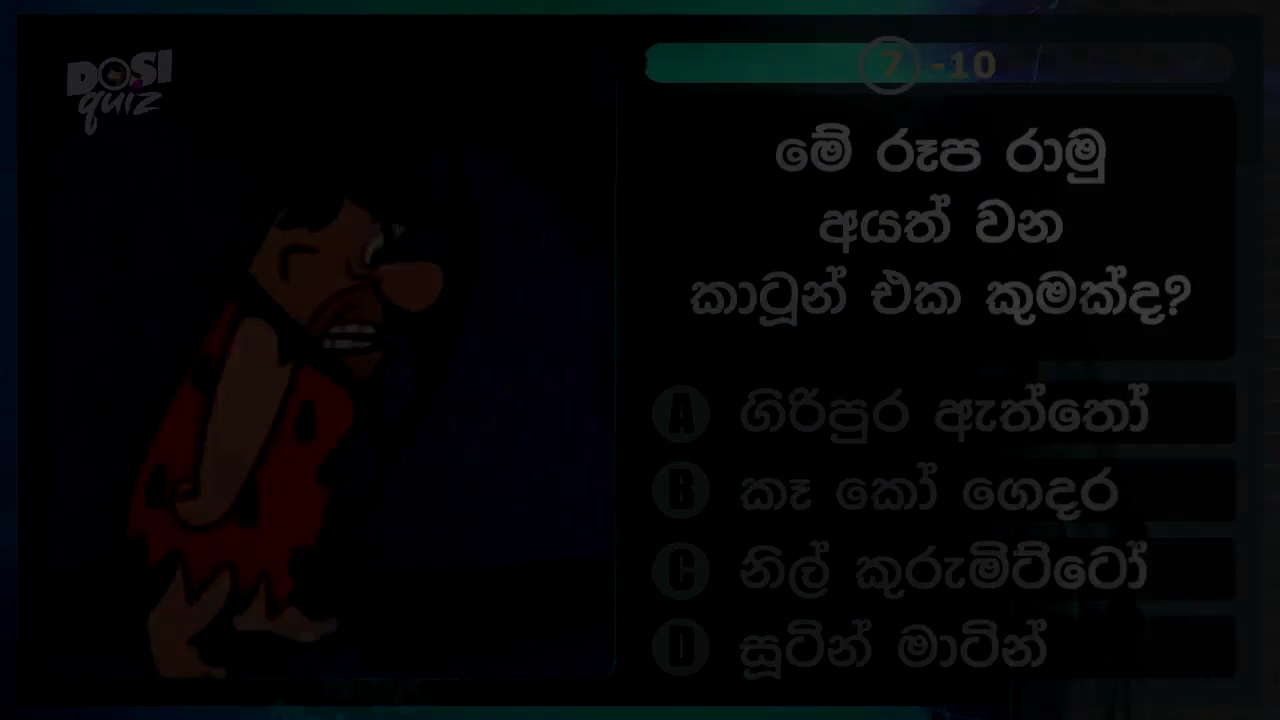 DOSI
quiz
7 -10
මේ රූප රාමු
අයත් වන
කාටූන් එක කුමක්ද?
A ගිරිපුර ඇත්තෝ
B කෑ කෝ ගෙදර
C නිල් කුරුමිට්ටෝ
D සූටින් මාටින්